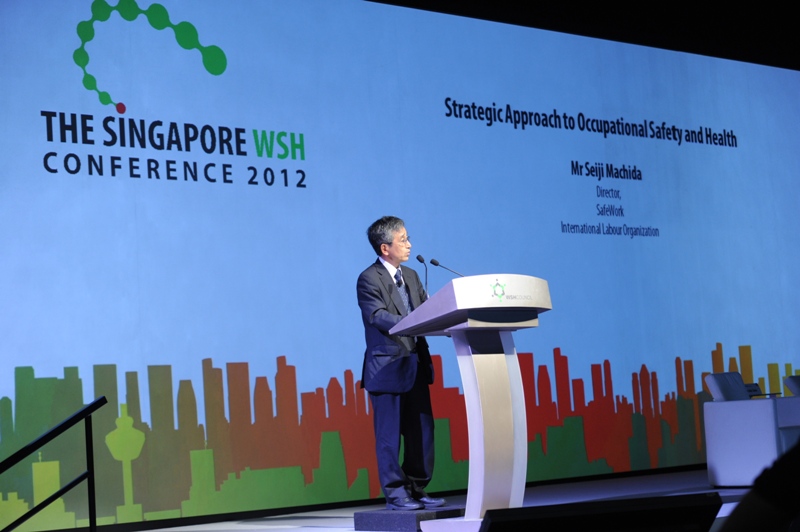 THE SINGAPORE WSH
CONFERENCE 2012
Strategic Approach to Occupational Safety and Health
Mr Seiji Machida
Director,
SafeWork
International Labour Organization
WSHCOUNCIL